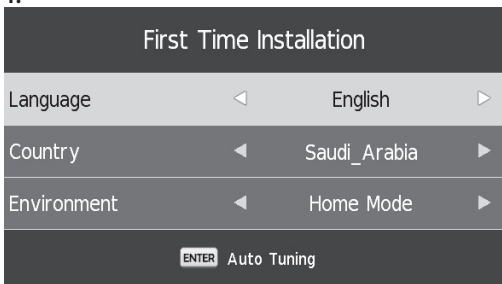 First Time Installation
Language English
Country Saudi_Arabia
Environment Home Mode
ENTER Auto Tuning